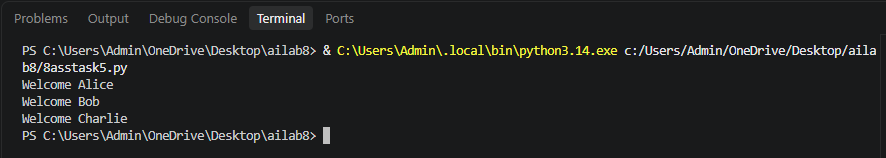 Problems Output Debug Console Terminal Ports
PS C:\Users\Admin\OneDrive\Desktop\ailab8> & C:\Users\Admin\.local\bin\python3.14.exe c:/Users/Admin/OneDrive/Desktop/aila
b8/8asstask5.py
Welcome Alice
Welcome Bob
Welcome Charlie
PS C:\Users\Admin\OneDrive\Desktop\ailab8>